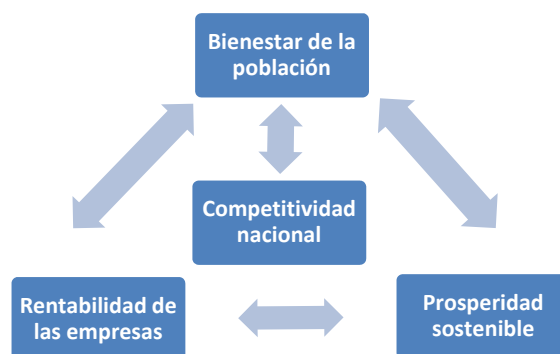 Bienestar de la
población
Competitividad
nacional
Rentabilidad de
las empresas
Prosperidad
sostenible